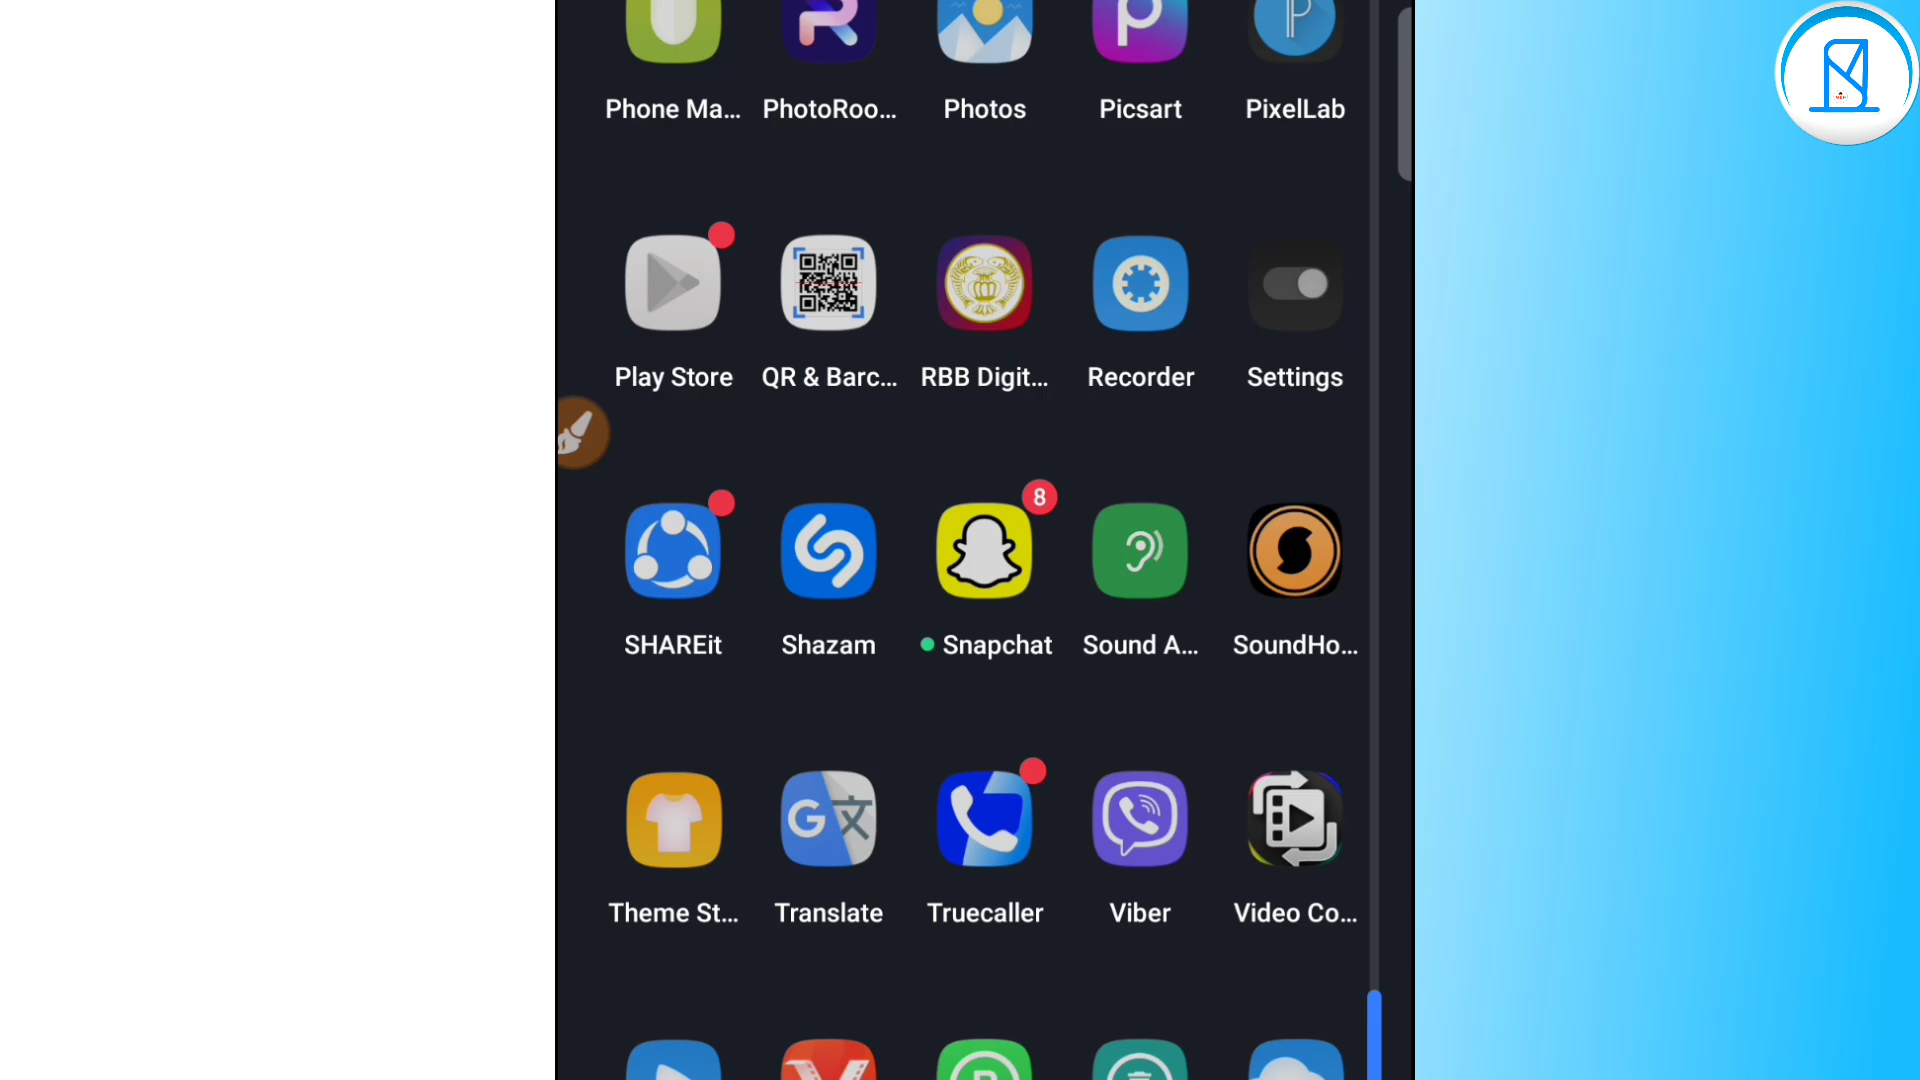 Phone Ma... PhotoRoo... Photos Picsart PixelLab
Play Store QR & Barc... RBB Digit... Recorder Settings
8
SHAREit Shazam Snapchat Sound A... SoundHo...
Theme St... Translate Truecaller Viber Video Co...